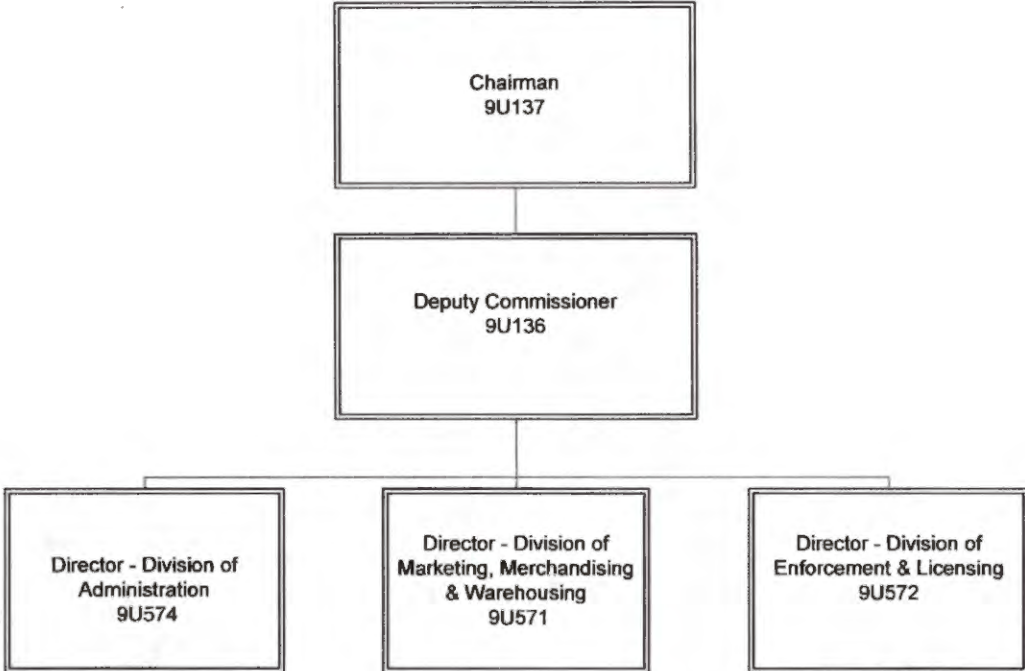 Chairman
9U137
Deputy Commissioner
9U136
Director - Division of
Administration
9U574
Director - Division of
Marketing, Merchandising
& Warehousing
9U571
Director - Division of
Enforcement & Licensing
9U572